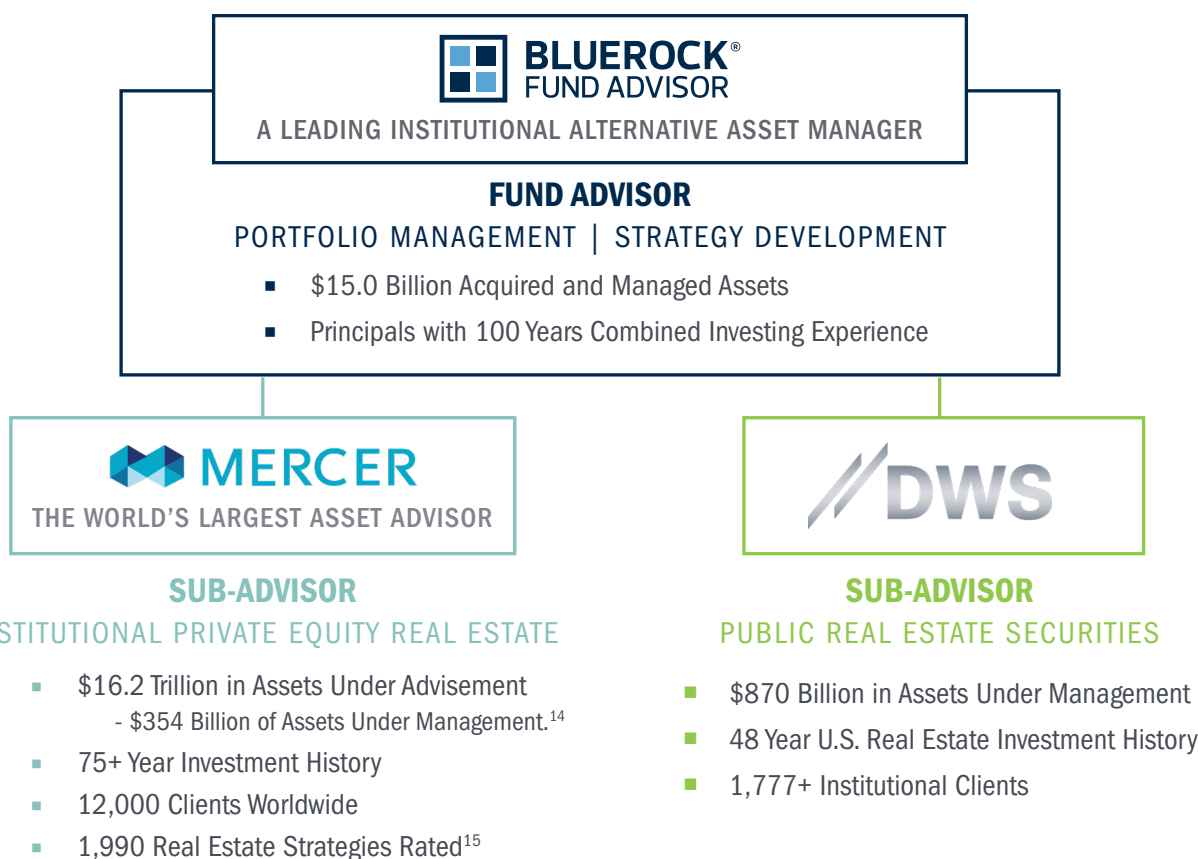 BLUEROCK®
FUND ADVISOR
A LEADING INSTITUTIONAL ALTERNATIVE ASSET MANAGER
FUND ADVISOR
PORTFOLIO MANAGEMENT | STRATEGY DEVELOPMENT
▪ $15.0 Billion Acquired and Managed Assets
▪ Principals with 100 Years Combined Investing Experience
MERCER
THE WORLD'S LARGEST ASSET ADVISOR
SUB-ADVISOR
STITUTIONAL PRIVATE EQUITY REAL ESTATE
▪ $16.2 Trillion in Assets Under Advisement
- $354 Billion of Assets Under Management.14
▪ 75+ Year Investment History
▪ 12,000 Clients Worldwide
▪ 1,990 Real Estate Strategies Rated15
DWS
SUB-ADVISOR
PUBLIC REAL ESTATE SECURITIES
▪ $870 Billion in Assets Under Management
▪ 48 Year U.S. Real Estate Investment History
▪ 1,777+ Institutional Clients